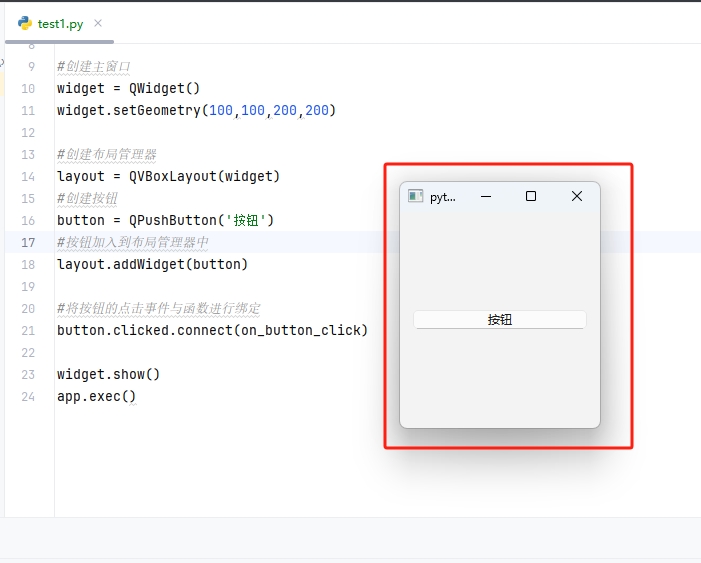 test1.py
8
9 #创建主窗口
10 widget = QWidget()
11 widget.setGeometry(100,100,200,200)
12
13 #创建布局管理器
14 layout = QVBoxLayout(widget)
15 #创建按钮
16 button = QPushButton('按钮')
17 #按钮加入到布局管理器中
18 layout.addWidget(button)
19
20 #将按钮的点击事件与函数进行绑定
21 button.clicked.connect(on_button_click)
22
23 widget.show()
24 app.exec()
pyt...
按钮